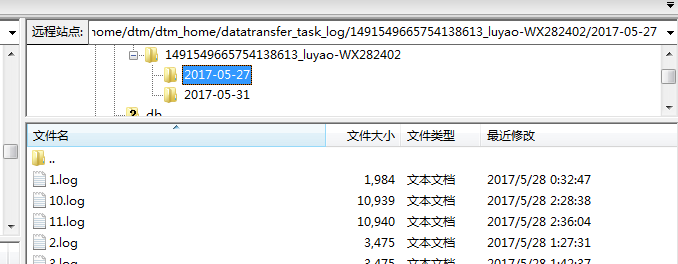 远程站点: home/dtm/dtm_home/datatransfer_task_log/1491549665754138613_luyao-WX282402/2017-05-27
1491549665754138613_luyao-WX282402
2017-05-27
2017-05-31
dh
文件名 文件大小 文件类型 最近修改
..
1.log 1,984 文本文档 2017/5/28 0:32:47
10.log 10,939 文本文档 2017/5/28 2:28:38
11.log 10,940 文本文档 2017/5/28 2:36:04
2.log 3,475 文本文档 2017/5/28 1:27:31
3.log 3,475 文本文档 2017/5/28 1:42:37